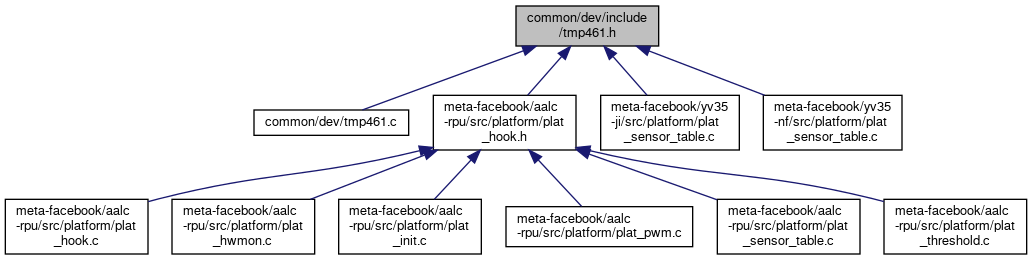 common/dev/include
/tmp461.h
common/dev/tmp461.c
meta-facebook/aalc
-rpu/src/platform/plat
_hook.h
meta-facebook/yv35
-ji/src/platform/plat
_sensor_table.c
meta-facebook/yv35
-nf/src/platform/plat
_sensor_table.c
meta-facebook/aalc
-rpu/src/platform/plat
_hook.c
meta-facebook/aalc
-rpu/src/platform/plat
_hwmon.c
meta-facebook/aalc
-rpu/src/platform/plat
_init.c
meta-facebook/aalc
-rpu/src/platform/plat_pwm.c
meta-facebook/aalc
-rpu/src/platform/plat
_sensor_table.c
meta-facebook/aalc
-rpu/src/platform/plat
_threshold.c